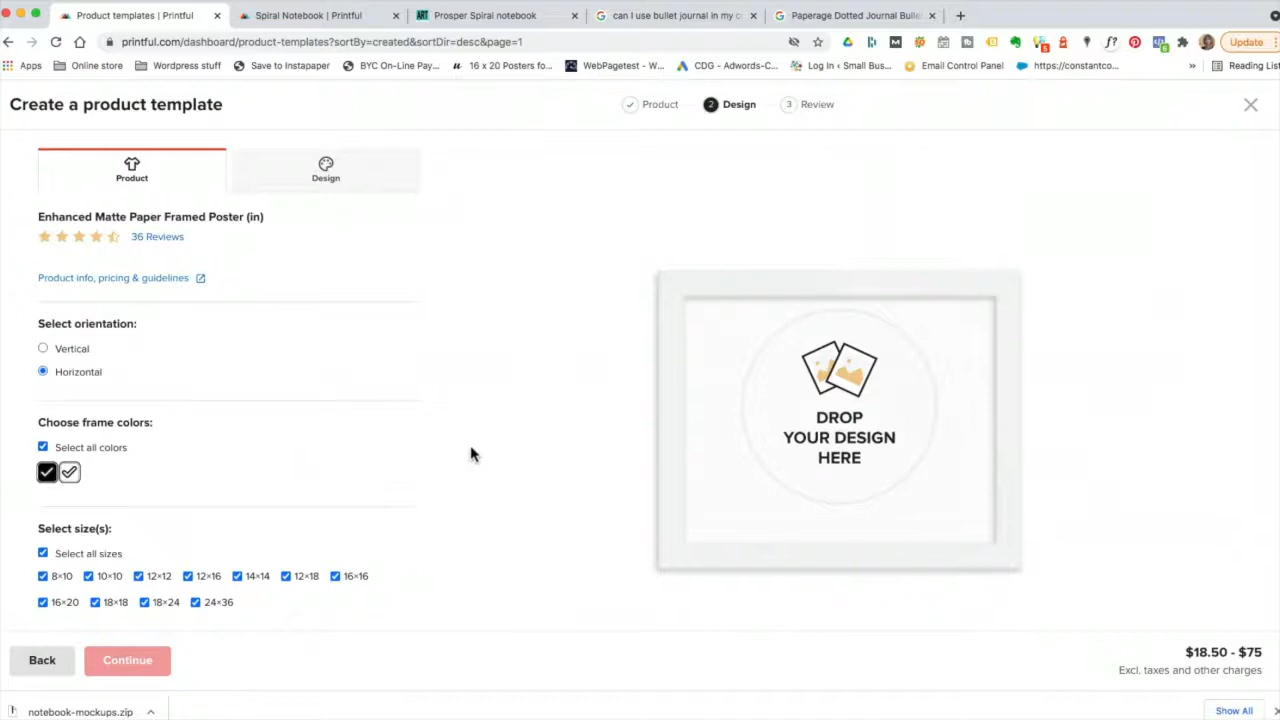 Product templates | Printful
Spiral Notebook | Printful
Prosper Spiral notebook
can I use bullet journal in my c
Paperage Dotted Journal Bulle
printful.com/dashboard/product-templates?sortBy=created&sortDir=desc&page=1
Update
Apps
Online store
Wordpress stuff
Save to Instapaper
BYC On-Line Pay...
16 x 20 Posters fo...
WebPagetest - W...
CDG - Adwords-C...
Log In ‹ Small Bus...
Email Control Panel
https://constantco...
Reading List
Create a product template
Product
2 Design
3 Review
Product
Design
Enhanced Matte Paper Framed Poster (in)
36 Reviews
Product info, pricing & guidelines
Select orientation:
Vertical
Horizontal
Choose frame colors:
Select all colors
Select size(s):
Select all sizes
8×10 10×10 12×12 12×16 14×14 12×18 16×16
16×20 18×18 18×24 24×36
DROP
YOUR DESIGN
HERE
Back
Continue
$18.50 - $75
Excl. taxes and other charges
notebook-mockups.zip
Show All